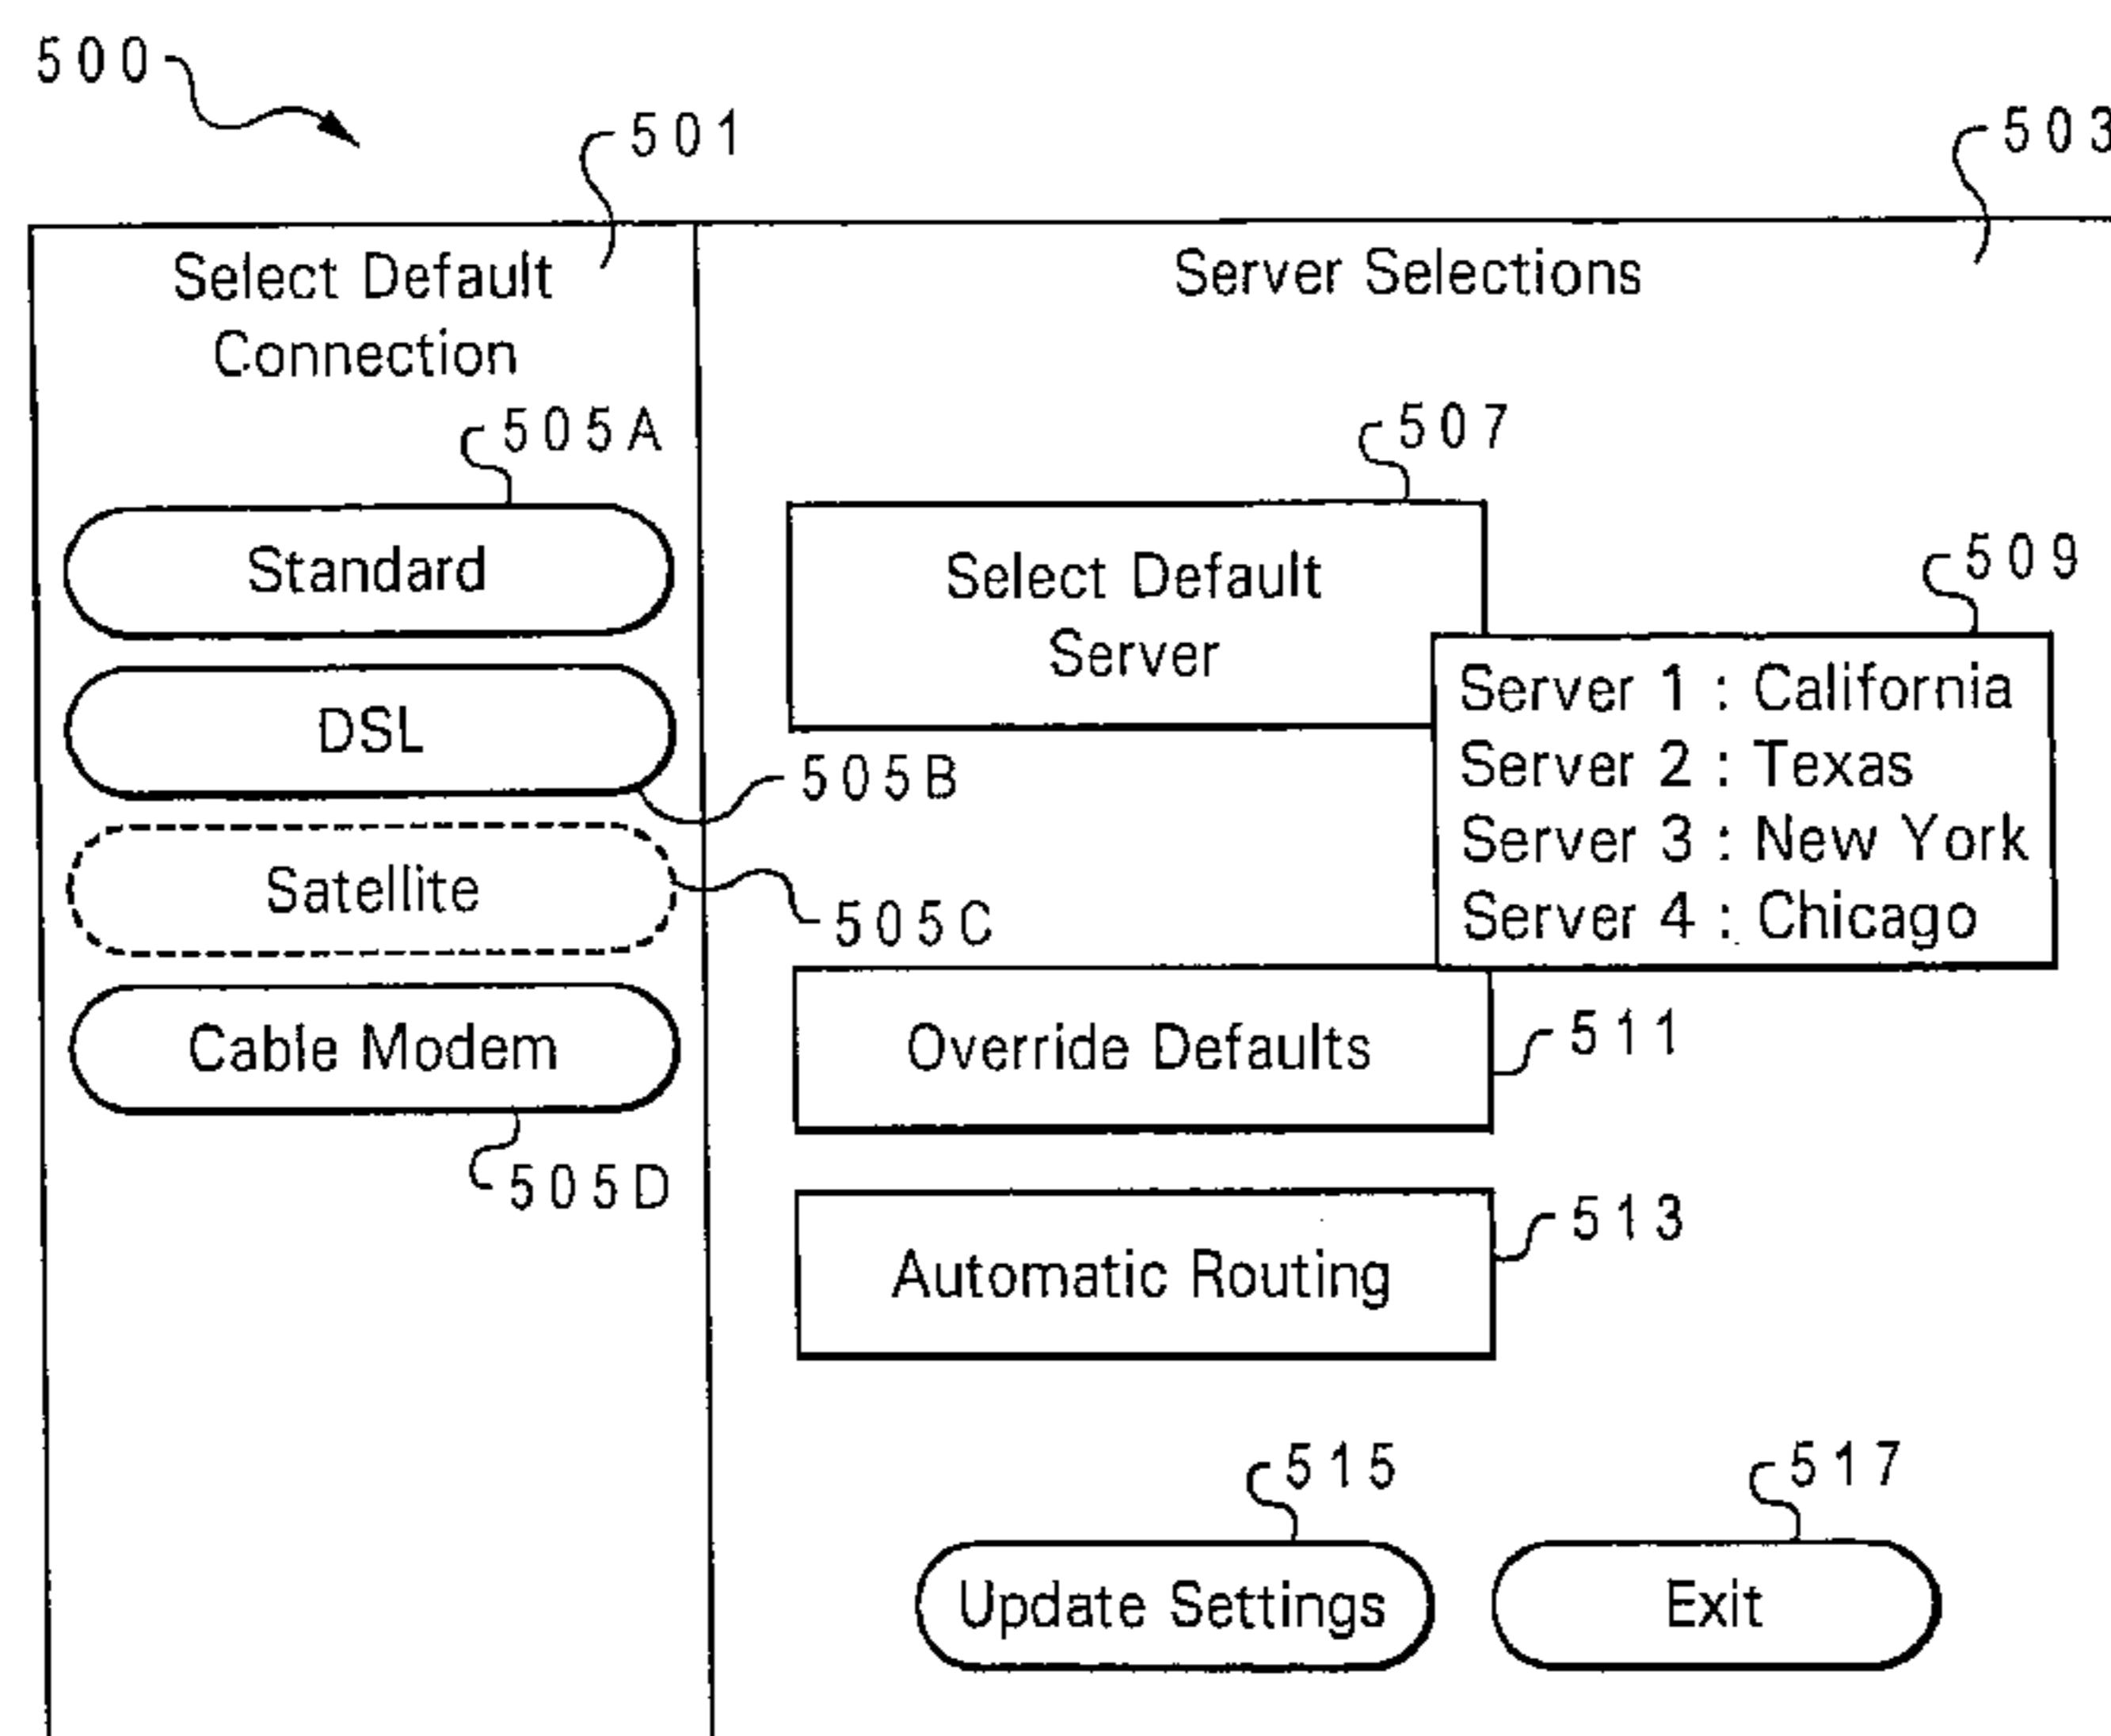 500
501
503
Select Default
Connection
Server Selections
505A
507
Standard
Select Default
Server
509
DSL
505B
Server 1 : California
Server 2 : Texas
Server 3 : New York
Server 4 : Chicago
Satellite
505C
Cable Modem
505D
Override Defaults
511
Automatic Routing
513
515
517
Update Settings
Exit